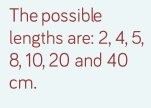 The possible
lengths are: 2, 4, 5,
8, 10, 20 and 40
cm.